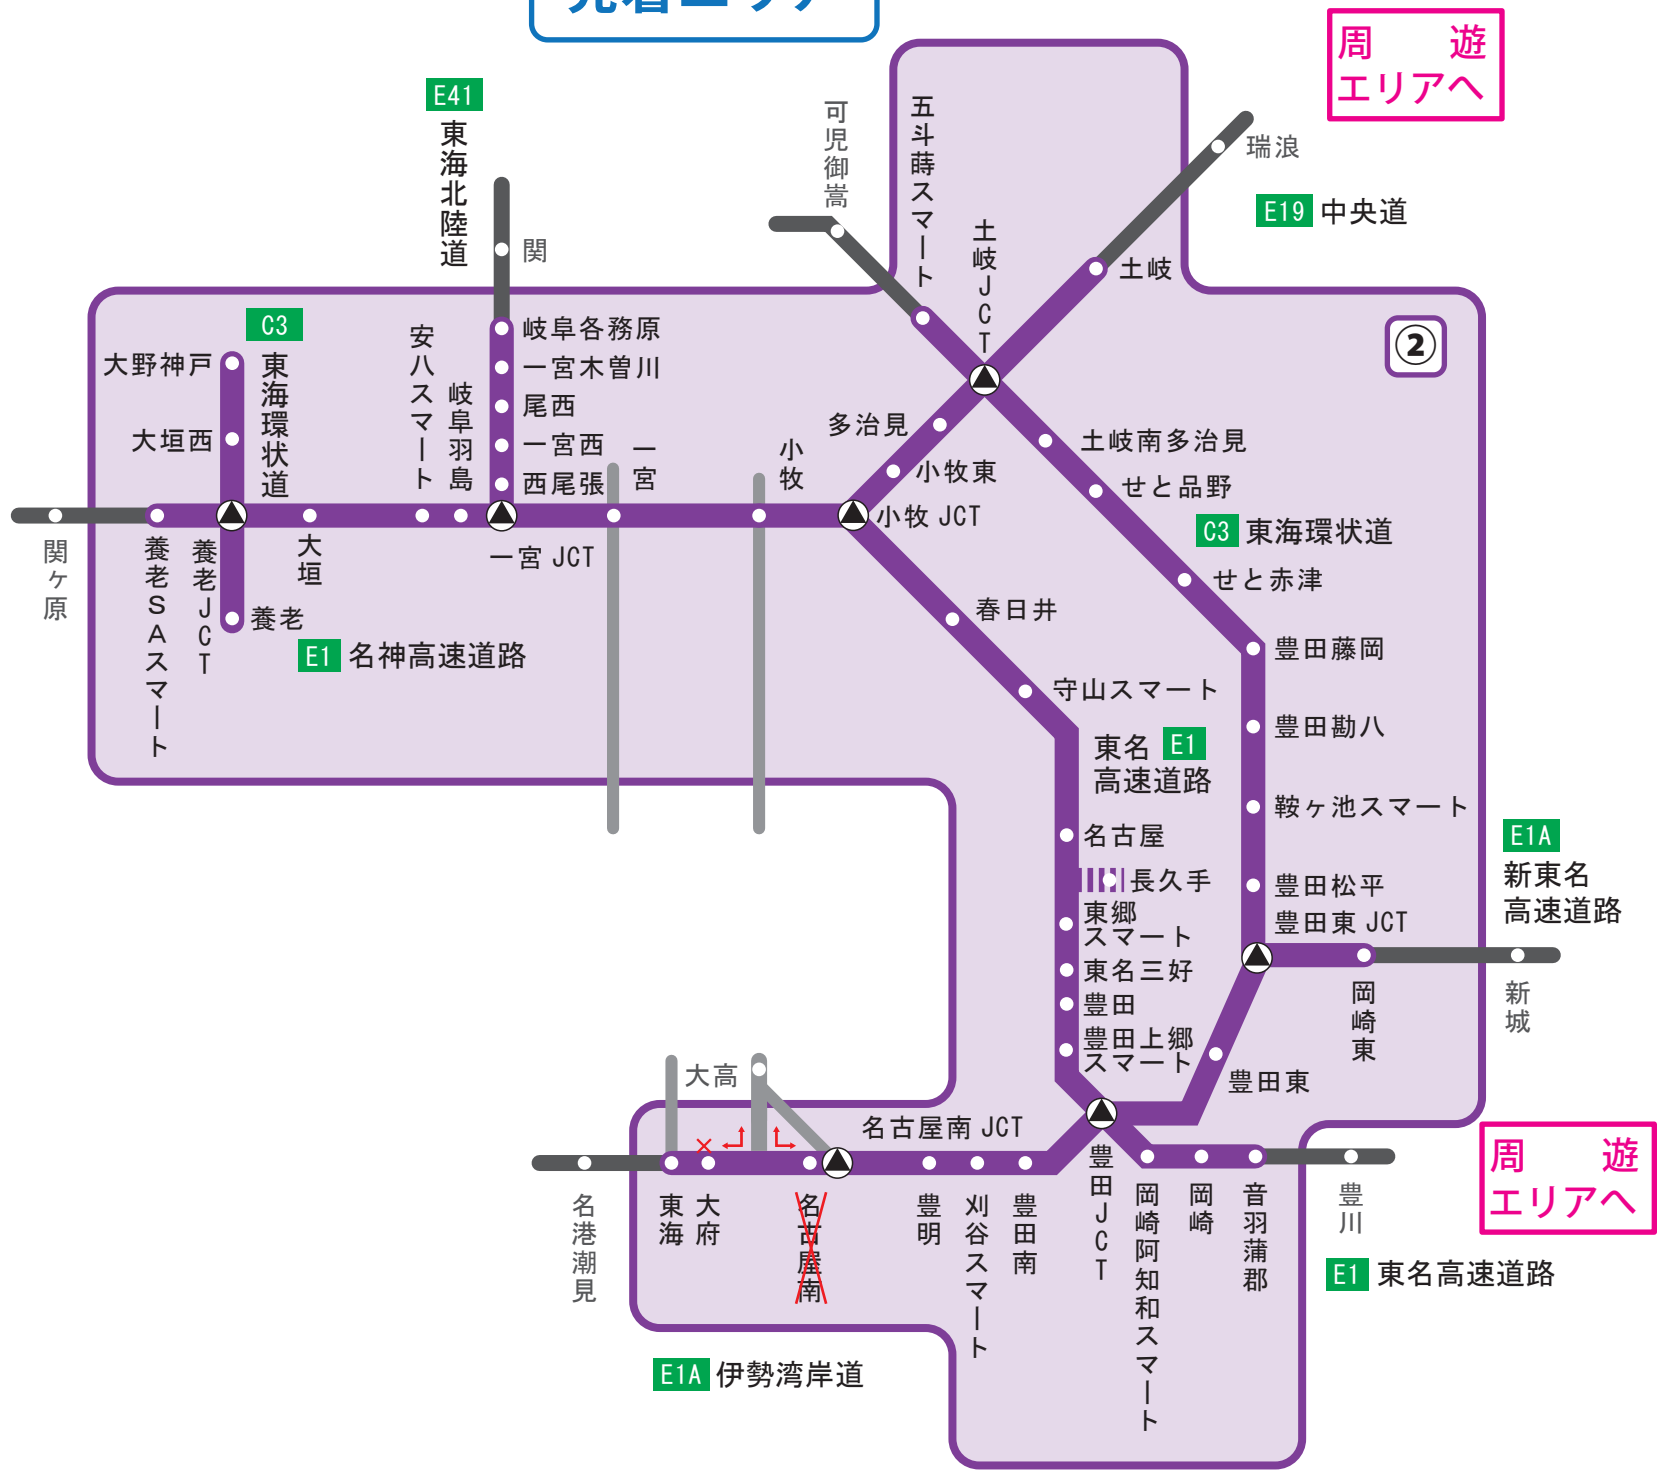 発着エリア
周　遊
エリアへ
E41
東海北陸道
関
可児御嵩
五斗蒔スマート
土岐JCT
瑞浪
E19 中央道
土岐
②
C3
東海環状道
大野神戸
大垣西
安八スマート
岐阜羽島
岐阜各務原
一宮木曽川
尾西
一宮西
西尾張
一宮
小牧
多治見
小牧東
小牧 JCT
土岐南多治見
せと品野
C3 東海環状道
せと赤津
関ヶ原
養老SAスマート
養老JCT
大垣
養老
一宮 JCT
E1 名神高速道路
春日井
守山スマート
豊田藤岡
豊田勘八
鞍ヶ池スマート
豊田松平
豊田東 JCT
東名 E1
高速道路
名古屋
長久手
東郷
スマート
東名三好
豊田
豊田上郷
スマート
E1A
新東名
高速道路
岡崎東
新城
豊田東
大高
名古屋南 JCT
名港潮見
東海
大府
名古屋南
豊明
刈谷スマート
豊田南
豊田JCT
岡崎阿知和スマート
岡崎
音羽蒲郡
豊川
周　遊
エリアへ
E1 東名高速道路
E1A 伊勢湾岸道